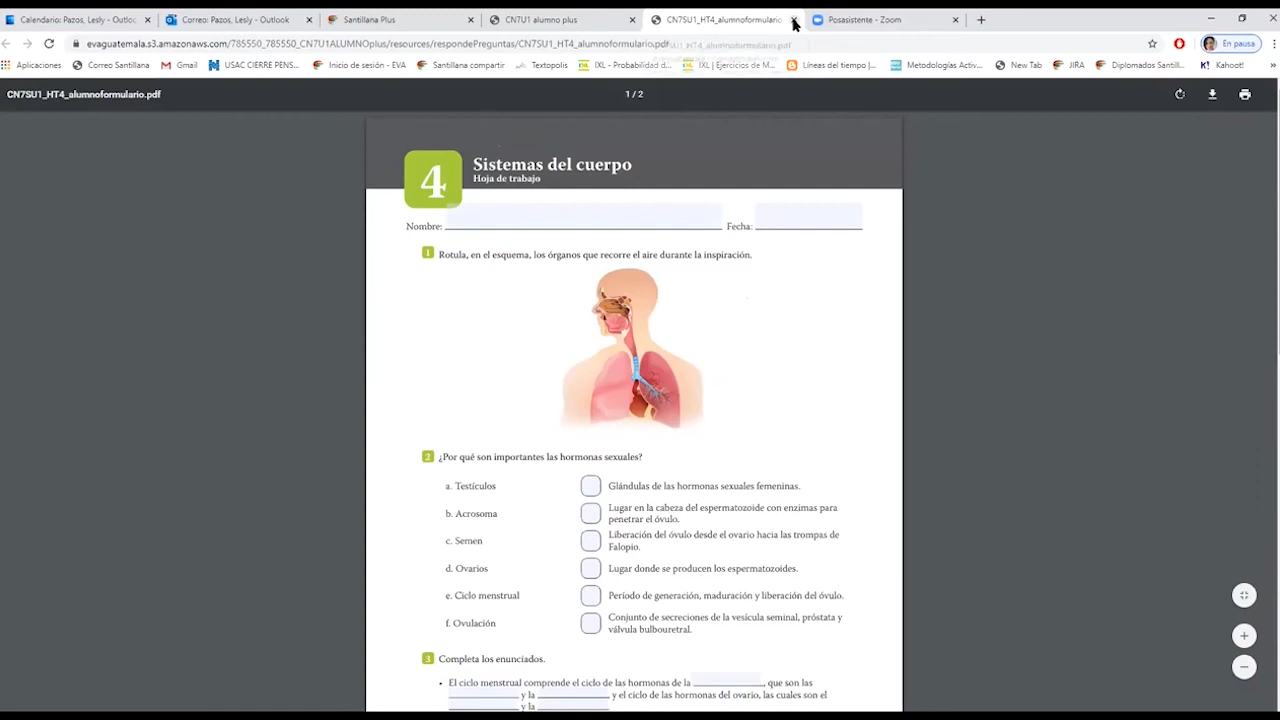 Calendario: Pazos, Lesly - Outloo
Correo: Pazos, Lesly - Outlook
Santillana Plus
CN7U1 alumno plus
CN7SU1_HT4_alumnoformulario.
Posasistente - Zoom
evaguatemala.s3.amazonaws.com/785550_785550_CN7U1ALUMNOplus/resources/respondePreguntas/CN7SU1_HT4_alumnoformulario.pdf
En pausa
Aplicaciones
Correo Santillana
Gmail
USAC CIERRE PENS...
Inicio de sesión - EVA
Santillana compartir
Textopolis
IXL - Probabilidad d...
IXL | Ejercicios de M...
Líneas del tiempo |...
Metodologías Activ...
JIRA
Diplomados Santill...
New Tab
Kahoot!
»
CN7SU1_HT4_alumnoformulario.pdf
1 / 2
4
Sistemas del cuerpo
Hoja de trabajo
Nombre: Fecha:
1 Rotula, en el esquema, los órganos que recorre el aire durante la inspiración.
2 ¿Por qué son importantes las hormonas sexuales?
a. Testículos
Glándulas de las hormonas sexuales femeninas.
b. Acrosoma
Lugar en la cabeza del espermatozoide con enzimas para
penetrar el óvulo.
c. Semen
Liberación del óvulo desde el ovario hacia las trompas de
Falopio.
d. Ovarios
Lugar donde se producen los espermatozoides.
e. Ciclo menstrual
Período de generación, maduración y liberación del óvulo.
f. Ovulación
Conjunto de secreciones de la vesícula seminal, próstata y
válvula bulbouretral.
3 Completa los enunciados.
• El ciclo menstrual comprende el ciclo de las hormonas de la , que son las
y la y el ciclo de las hormonas del ovario, las cuales son el
y la